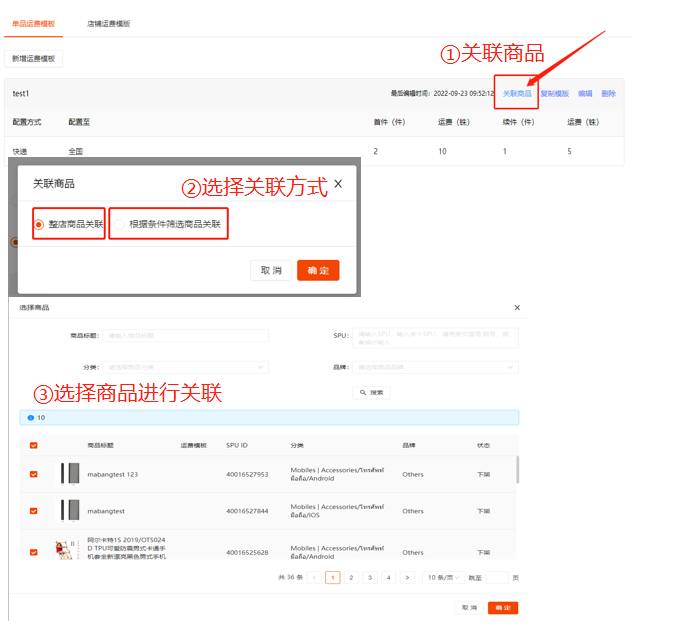 单品运费模板 店铺运费模版
新增运费模板
①关联商品
test1 最后编辑时间: 2022-09-23 09:52:12 关联商品 复制模版 编辑 删除
配置方式 配置至 首件（件） 运费（铢） 续件（件） 运费（铢）
快递 全国 2 10 1 5
关联商品 ②选择关联方式 X
整店商品关联 根据条件筛选商品关联
取 消 确 定
选择商品
商品标题: 请输入商品标题 SPU:
分类: 请选择商品分类 品牌: 请选择商品品牌
搜索
③选择商品进行关联
10
商品标题 运费模板 SPU ID 分类 品牌 状态
mabangtest 123 40016527953 Mobiles | Accessories/โทรศัพท์มือถือ/Android Others 下架
mabangtest 40016527844 Mobiles | Accessories/โทรศัพท์มือถือ/iOS Others 下架
阿尔卡特1S 2019/OT5024
D TPU可爱防震男式卡通手
机套全新漂亮黑色男式手机 40016525628 Mobiles | Accessories/โทรศัพท์มือถือ/Android Others 下架
共 36 条 < 1 2 3 4 > 10 条/页 跳至 页
取 消 确 定